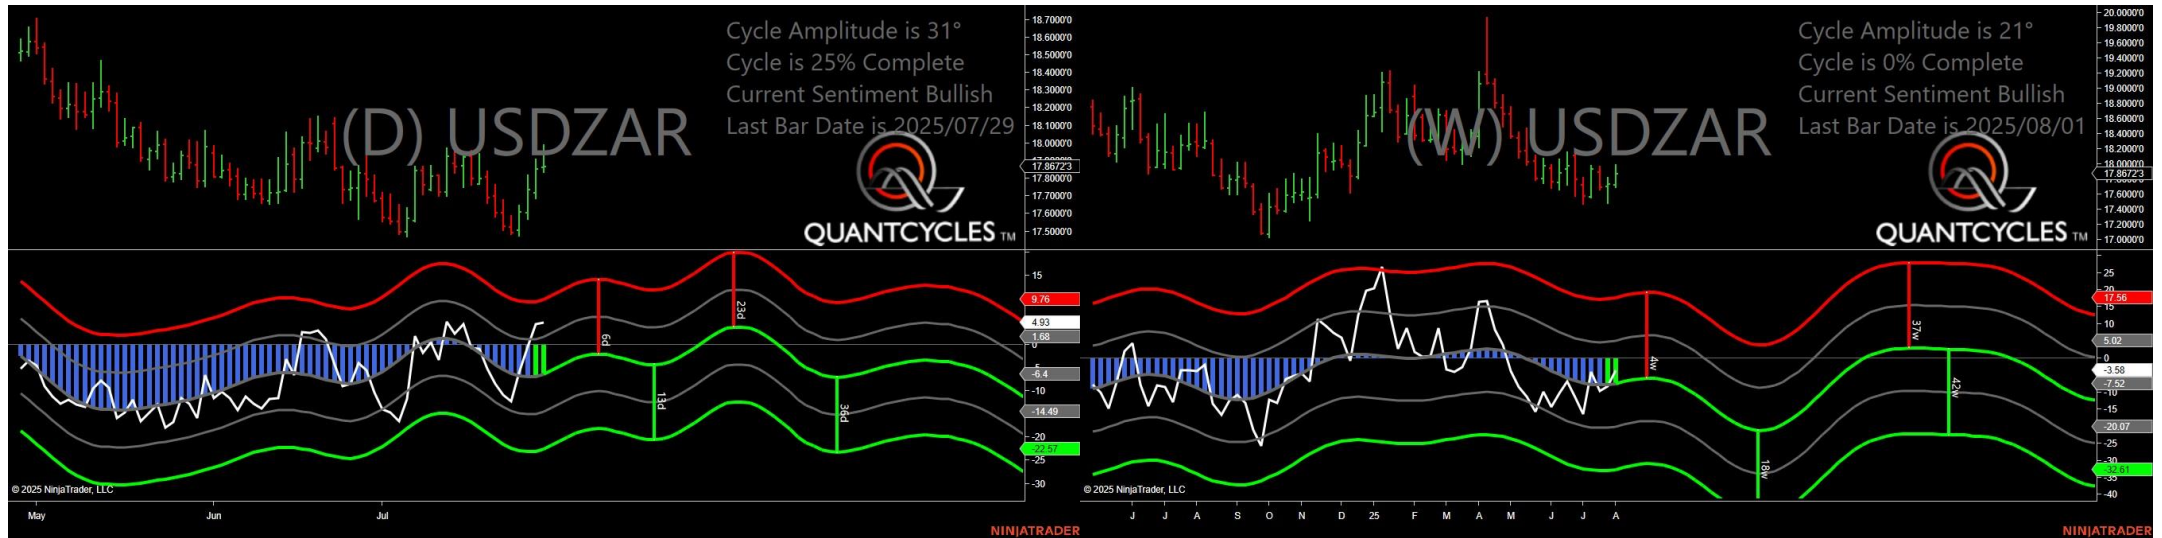 Cycle Amplitude is 31°
Cycle is 25% Complete
Current Sentiment Bullish
Last Bar Date is 2025/07/29
(D) USDZAR
QUANTCYCLES TM
18.7000'0
18.6000'0
18.5000'0
18.4000'0
18.3000'0
18.2000'0
18.1000'0
18.0000'0
17.8672'3
17.8000'0
17.7000'0
17.6000'0
17.5000'0
15
9.76
4.93
1.68
0
-6.4
-10
-14.49
-20
-22.57
-25
-30
6d
13d
23d
36d
© 2025 NinjaTrader, LLC
May
Jun
Jul
NINJATRADER
Cycle Amplitude is 21°
Cycle is 0% Complete
Current Sentiment Bullish
Last Bar Date is 2025/08/01
(W) USDZAR
QUANTCYCLES TM
20.0000'0
19.8000'0
19.6000'0
19.4000'0
19.2000'0
19.0000'0
18.8000'0
18.6000'0
18.4000'0
18.2000'0
18.0000'0
17.8672'3
17.6000'0
17.4000'0
17.2000'0
17.0000'0
25
20
17.56
15
10
5.02
0
-3.58
-7.52
-10
-15
-20.07
-25
-30
-32.61
-35
-40
4w
18w
37w
42w
© 2025 NinjaTrader, LLC
J
J
A
S
O
N
D
25
F
M
A
M
J
J
A
NINJATRADER